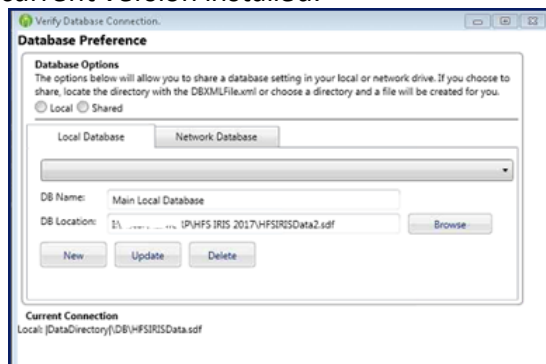 current version installed.
Verify Database Connection.
Database Preference
Database Options
The options below will allow you to share a database setting in your local or network drive. If you choose to
share, locate the directory with the DBXMLFile.xml or choose a directory and a file will be created for you.
Local Shared
Local Database Network Database
DB Name: Main Local Database
DB Location: IP\HFS IRIS 2017\HFSIRISData2.sdf Browse
New Update Delete
Current Connection
Local: |DataDirectory|\DB\HFSIRISData.sdf